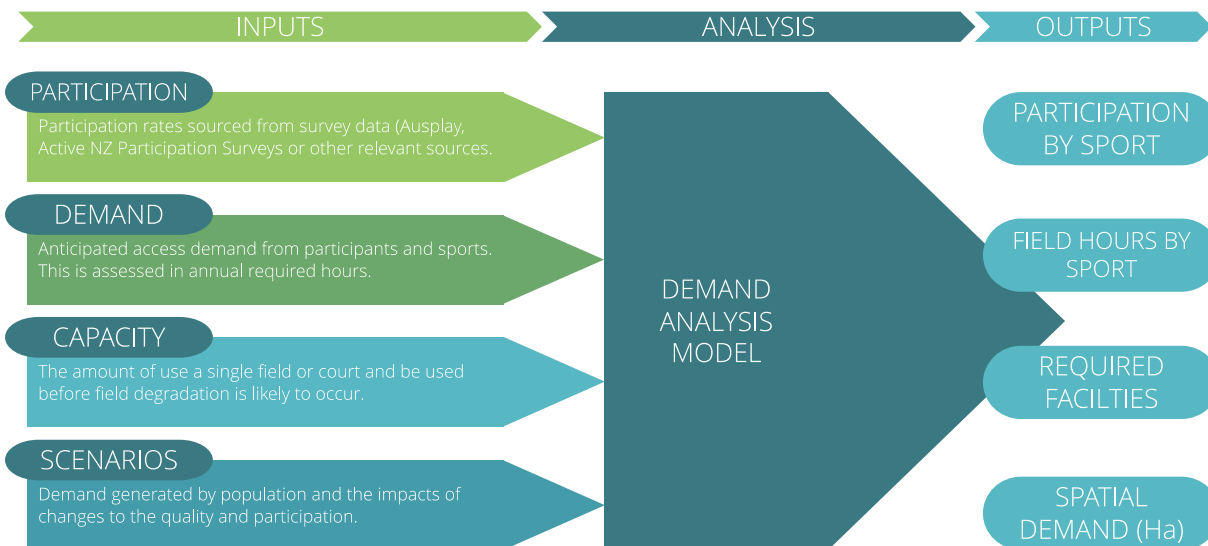 INPUTS
ANALYSIS
OUTPUTS
PARTICIPATION
Participation rates sourced from survey data (Ausplay,
Active NZ Participation Surveys or other relevant sources.
DEMAND
Anticipated access demand from participants and sports.
This is assessed in annual required hours.
CAPACITY
The amount of use a single field or court and be used
before field degradation is likely to occur.
SCENARIOS
Demand generated by population and the impacts of
changes to the quality and participation.
DEMAND
ANALYSIS
MODEL
PARTICIPATION
BY SPORT
FIELD HOURS BY
SPORT
REQUIRED
FACILTIES
SPATIAL
DEMAND (Ha)